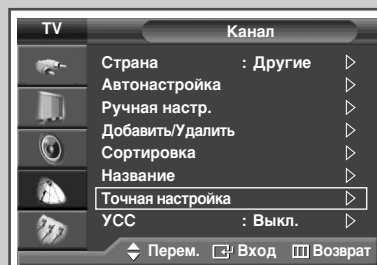 TV Канал
Страна : Другие
Автонастройка
Ручная настр.
Добавить/Удалить
Сортировка
Название
Точная настройка
УСС : Выкл.
Перем. Вход Возврат